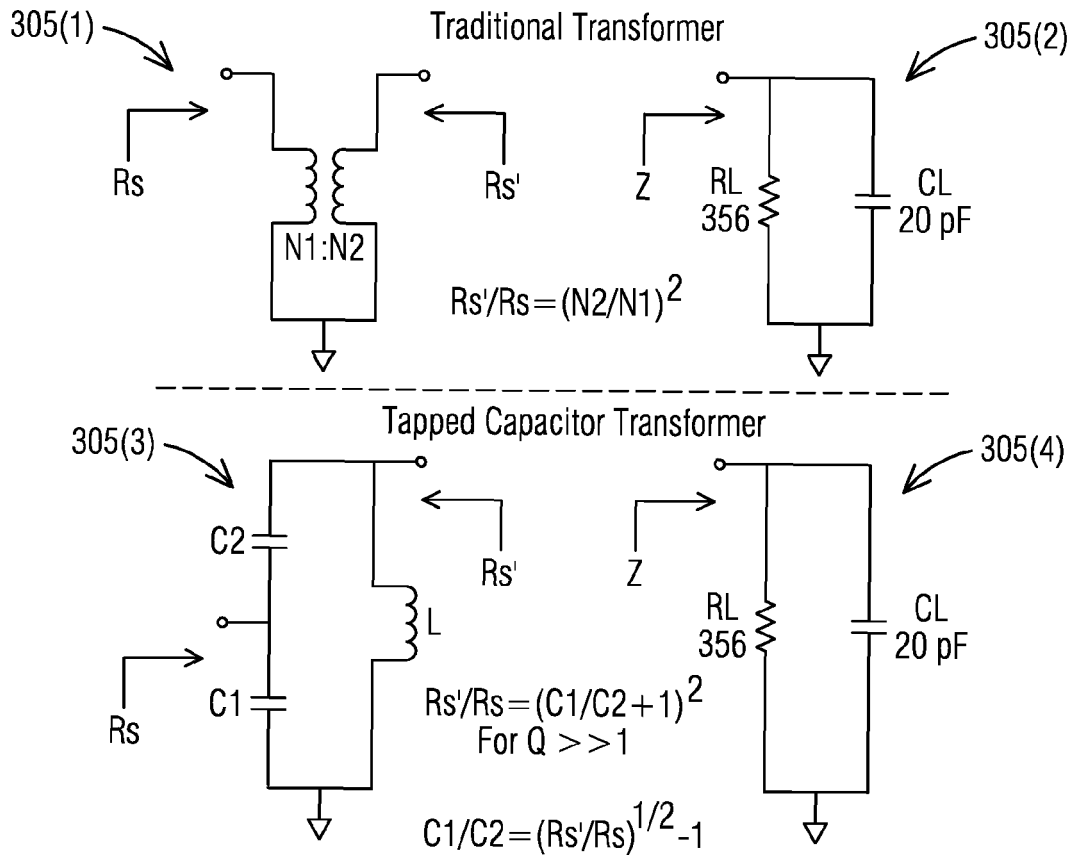 305(1)
Traditional Transformer
305(2)
Rs
Rs'
Z
RL
356
CL
20 pF
N1:N2
Rs'/Rs=(N2/N1)^2
Tapped Capacitor Transformer
305(3)
305(4)
C2
Rs'
Z
L
RL
356
CL
20 pF
Rs
C1
Rs'/Rs=(C1/C2+1)^2
For Q >>1
C1/C2=(Rs'/Rs)^1/2-1